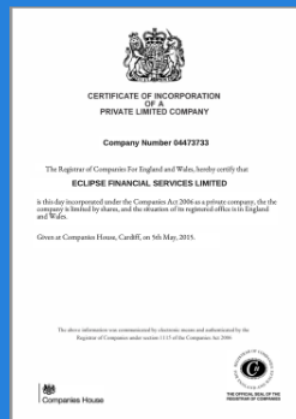 CERTIFICATE OF INCORPORATION
OF A
PRIVATE LIMITED COMPANY
Company Number 04473733
The Registrar of Companies For England and Wales, hereby certify that
ECLIPSE FINANCIAL SERVICES LIMITED
is this day incorporated under the Companies Act 2006 as a private company, the the
company is limited by shares, and the situation of its registered office is in England
and Wales.
Given at Companies House, Cardiff, on 5th May, 2015.
The above information was communicated by electronic means and authenticated by the
Registrar of Companies under section 1115 of the Companies Act 2006
Companies House
THE OFFICIAL SEAL OF THE
REGISTRAR OF COMPANIES